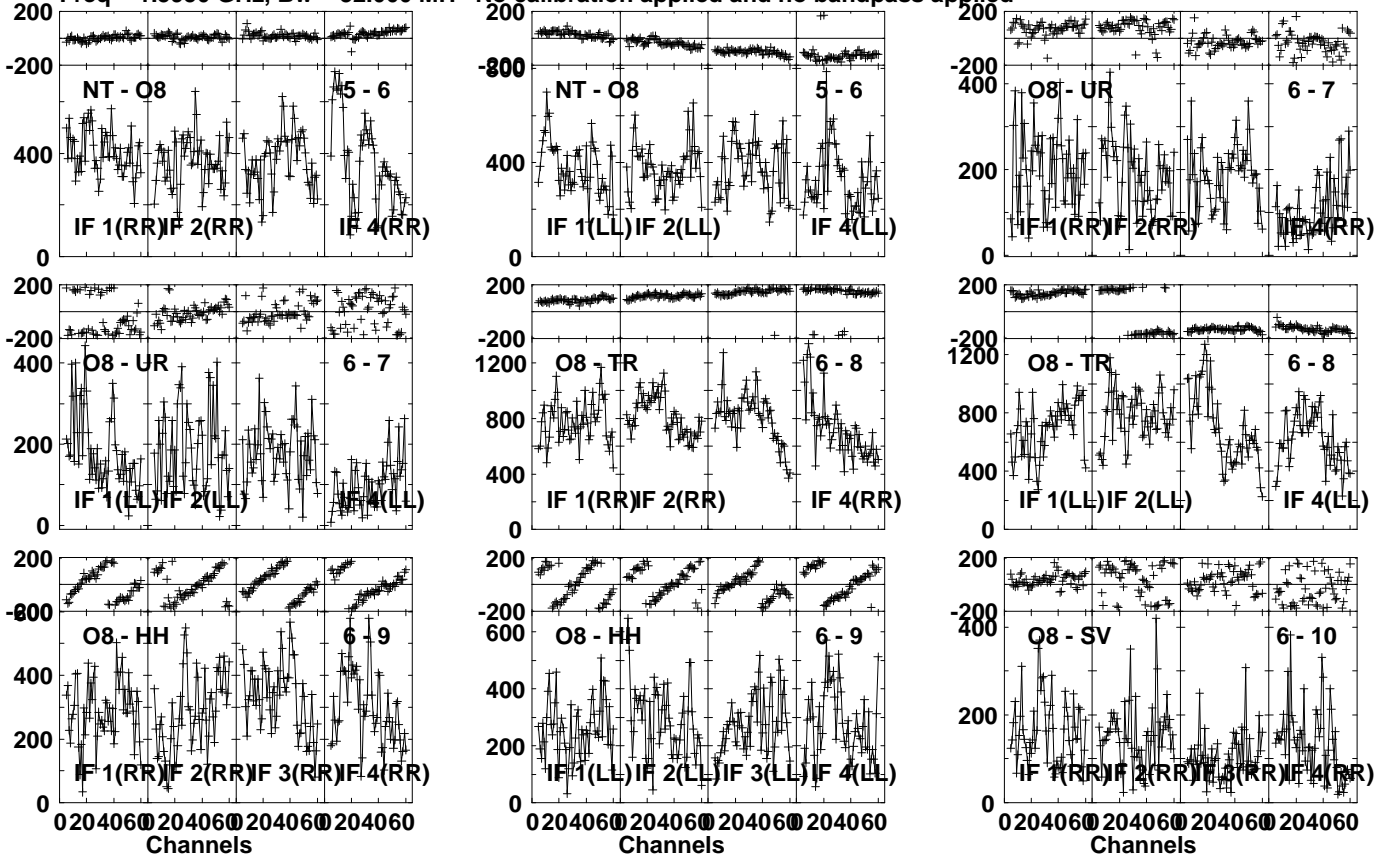 No calibration applied and no bandpass applied
200 200 200
-200 -200 -200
NT - O8 5 - 6 NT - O8 5 - 6 O8 - UR 6 - 7
400 400 400
200
IF 1(RR) IF 2(RR) IF 4(RR) IF 1(LL) IF 2(LL) IF 4(LL) IF 1(RR) IF 2(RR) IF 4(RR)
0 0 0
200 200 200
-200 -200 -200
O8 - UR 6 - 7 O8 - TR 6 - 8 O8 - TR 6 - 8
400 1200 1200
200 800 800
400 400
IF 1(LL) IF 2(LL) IF 4(LL) IF 1(RR) IF 2(RR) IF 4(RR) IF 1(LL) IF 2(LL) IF 4(LL)
0 0 0
200 200 200
-200 -200
O8 - HH 6 - 9 O8 - HH 6 - 9 O8 - SV 6 - 10
600 600 400
400 400 200
200 200
IF 1(RR) IF 2(RR) IF 3(RR) IF 4(RR) IF 1(LL) IF 2(LL) IF 3(LL) IF 4(LL) IF 1(RR) IF 2(RR) IF 3(RR) IF 4(RR)
0 0 0
0 20 40 60 0 20 40 60 0 20 40 60 0 20 40 60 0 20 40 60 0 20 40 60 0 20 40 60 0 20 40 60 0 20 40 60 0 20 40 60 0 20 40 60 0 20 40 60
Channels Channels Channels